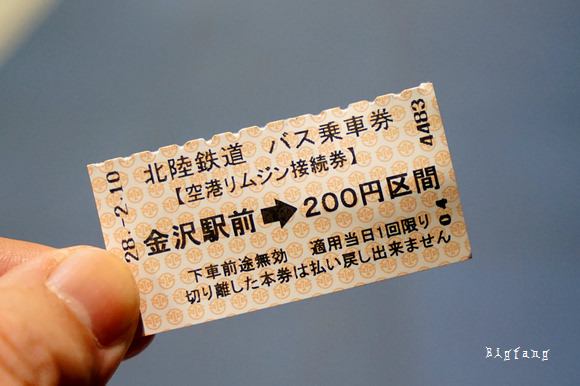 北陸鉄道 バス乗車券
【空港リムジン接続券】
金沢駅前➡200円区間
下車前途無効 適用当日1回限り
切り離した本券は払い戻し出来ません
28.-2.10
4483
04
Bigfang